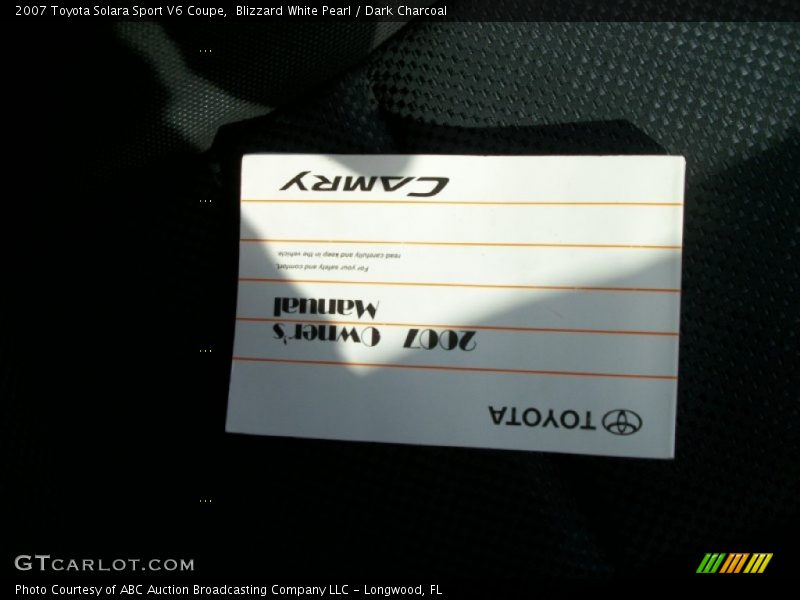 2007 Toyota Solara Sport V6 Coupe, Blizzard White Pearl / Dark Charcoal
...
...
...
...
TOYOTA
2007 Owner's
Manual
For your safety and comfort,
read carefully and keep in the vehicle.
CAMRY
GTCARLOT.COM
Photo Courtesy of ABC Auction Broadcasting Company LLC - Longwood, FL